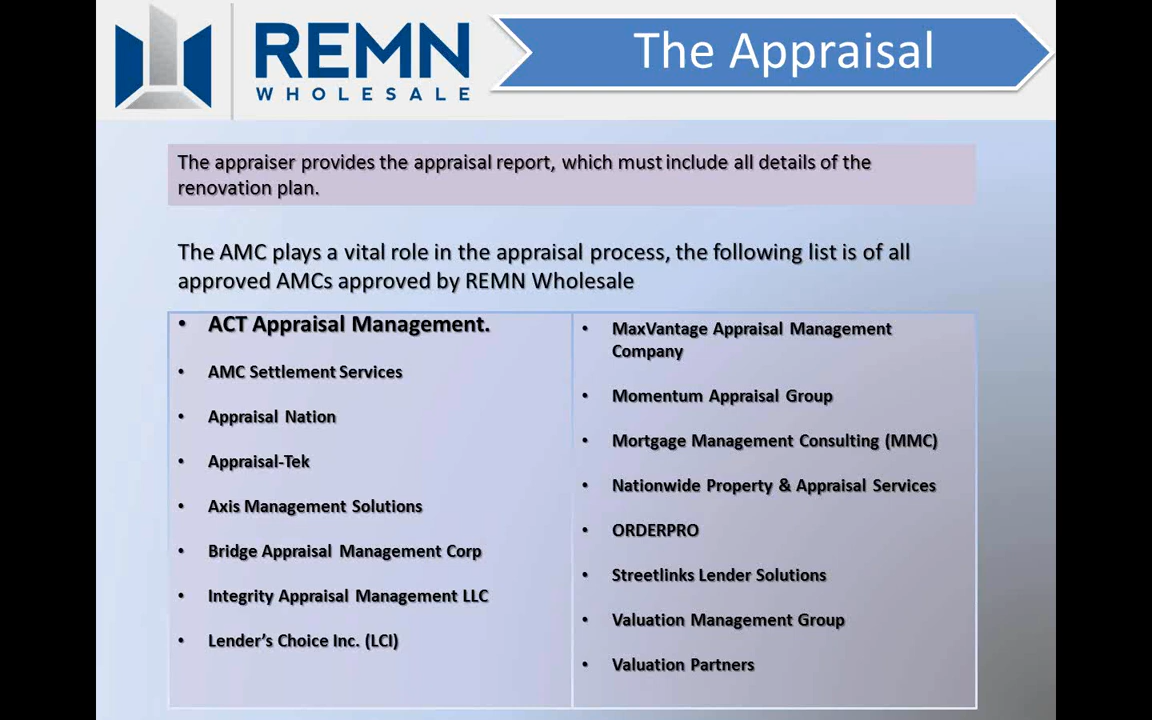 REMN
WHOLESALE
The Appraisal
The appraiser provides the appraisal report, which must include all details of the
renovation plan.
The AMC plays a vital role in the appraisal process, the following list is of all
approved AMCs approved by REMN Wholesale
• ACT Appraisal Management.
• AMC Settlement Services
• Appraisal Nation
• Appraisal-Tek
• Axis Management Solutions
• Bridge Appraisal Management Corp
• Integrity Appraisal Management LLC
• Lender’s Choice Inc. (LCI)
• MaxVantage Appraisal Management
Company
• Momentum Appraisal Group
• Mortgage Management Consulting (MMC)
• Nationwide Property & Appraisal Services
• ORDERPRO
• Streetlinks Lender Solutions
• Valuation Management Group
• Valuation Partners